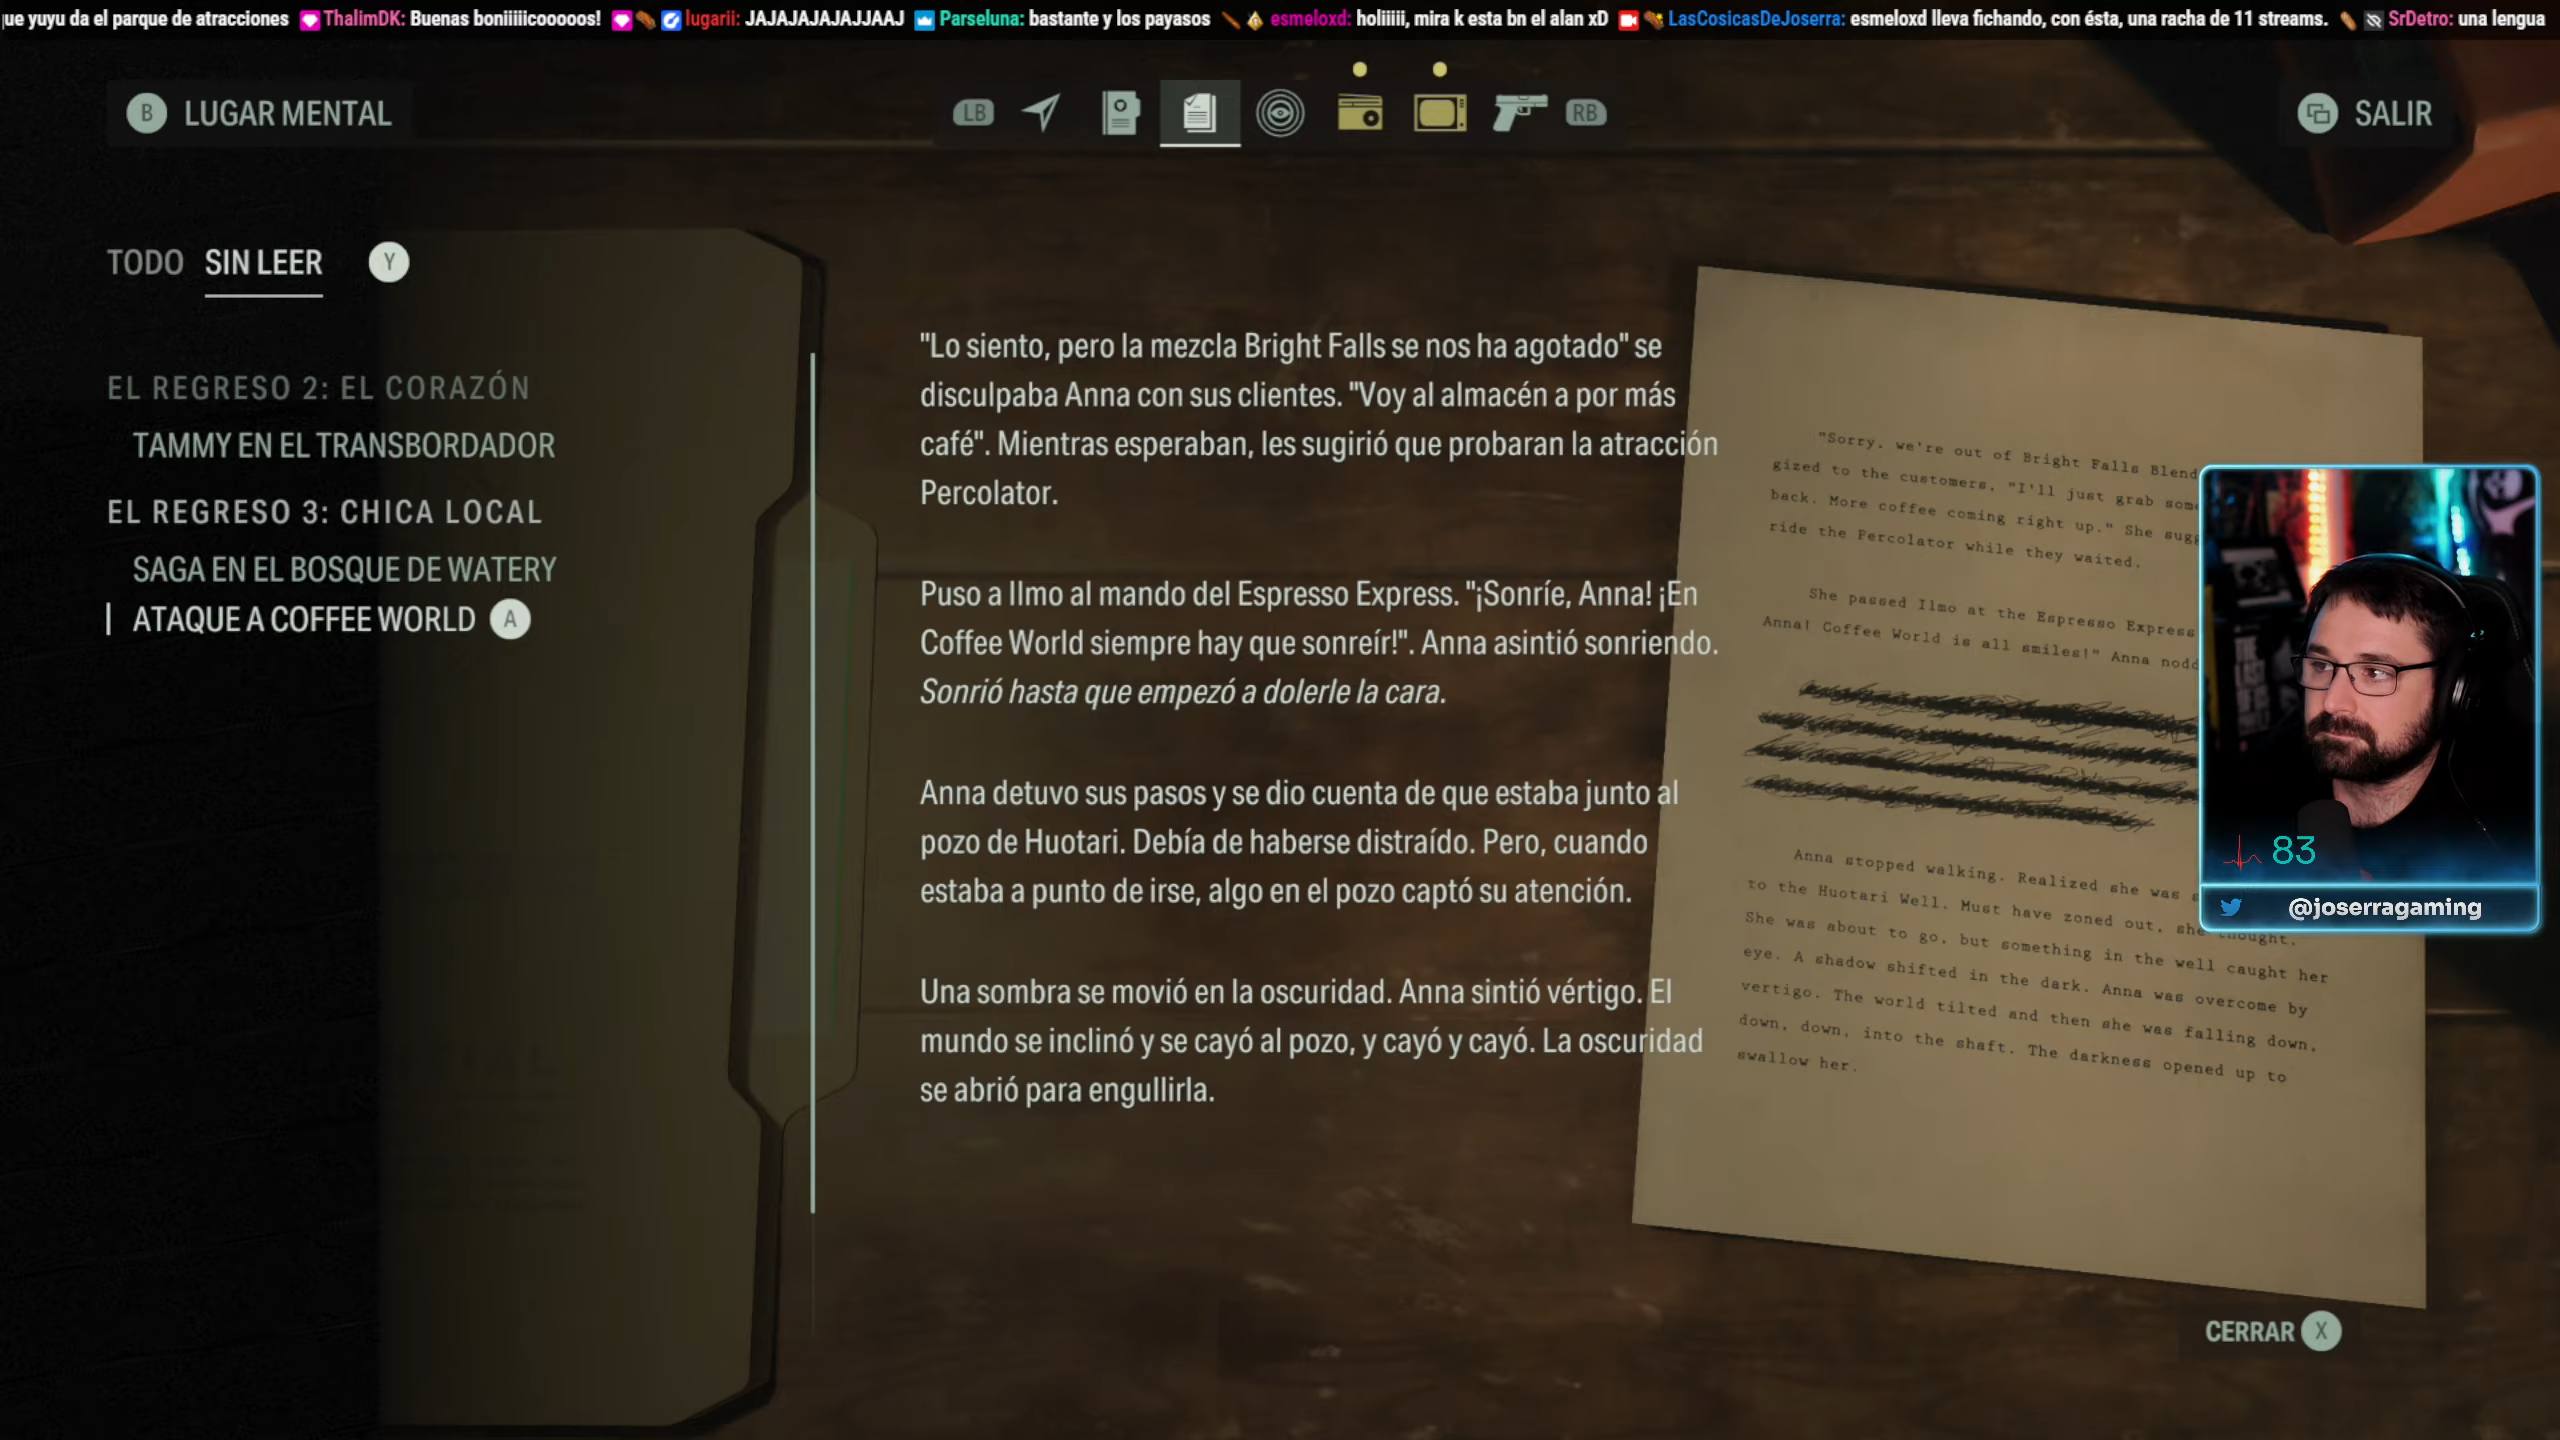 ue yuyu da el parque de atracciones ThalimDK: Buenas boniiiiicooooos! lugarii: JAJAJAJAJAJJAAJ Parseluna: bastante y los payasos esmeloxd: holiiiii, mira k esta bn el alan xD LasCosicasDeJoserra: esmeloxd lleva fichando, con ésta, una racha de 11 streams. SrDetro: una lengua
B LUGAR MENTAL
LB
RB
SALIR
TODO SIN LEER Y
EL REGRESO 2: EL CORAZÓN
TAMMY EN EL TRANSBORDADOR
EL REGRESO 3: CHICA LOCAL
SAGA EN EL BOSQUE DE WATERY
ATAQUE A COFFEE WORLD A
"Lo siento, pero la mezcla Bright Falls se nos ha agotado" se
disculpaba Anna con sus clientes. "Voy al almacén a por más
café". Mientras esperaban, les sugirió que probaran la atracción
Percolator.
Puso a Ilmo al mando del Espresso Express. "¡Sonríe, Anna! ¡En
Coffee World siempre hay que sonreír!". Anna asintió sonriendo.
Sonrió hasta que empezó a dolerle la cara.
Anna detuvo sus pasos y se dio cuenta de que estaba junto al
pozo de Huotari. Debía de haberse distraído. Pero, cuando
estaba a punto de irse, algo en el pozo captó su atención.
Una sombra se movió en la oscuridad. Anna sintió vértigo. El
mundo se inclinó y se cayó al pozo, y cayó y cayó. La oscuridad
se abrió para engullirla.
"Sorry, we're out of Bright Falls Blend
gized to the customers. "I'll just grab some
back. More coffee coming right up." She sugg
ride the Percolator while they waited.
She passed Ilmo at the Espresso Express
Anna! Coffee World is all smiles!" Anna nodd
Anna stopped walking. Realized she was s
to the Huotari Well. Must have zoned out, she thought.
She was about to go, but something in the well caught her
eye. A shadow shifted in the dark. Anna was overcome by
vertigo. The world tilted and then she was falling down,
down, down, into the shaft. The darkness opened up to
swallow her.
83
@joserragaming
CERRAR X